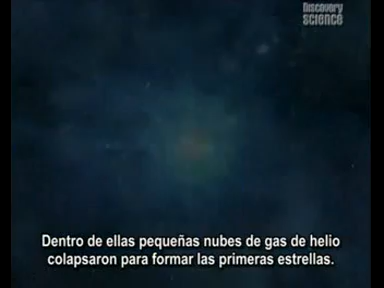 Discovery
SCIENCE
Dentro de ellas pequeñas nubes de gas de helio
colapsaron para formar las primeras estrellas.